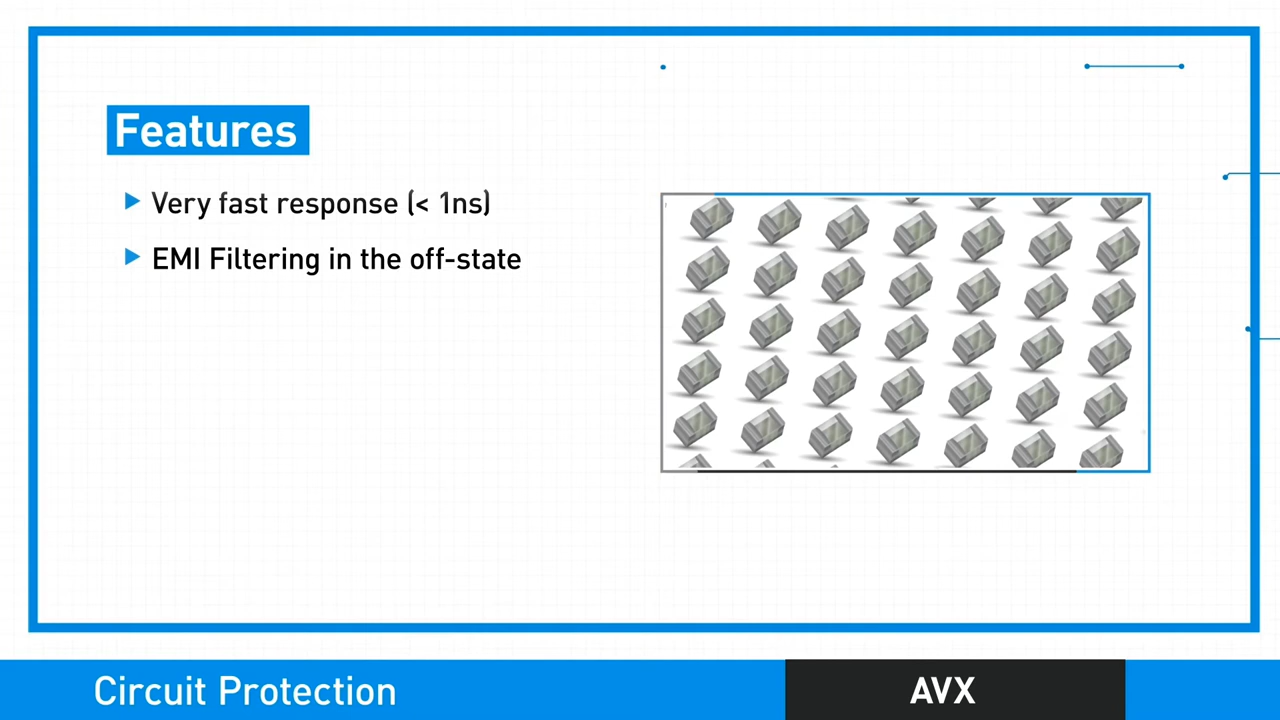 Features
Very fast response (< 1ns)
EMI Filtering in the off-state
Circuit Protection
AVX